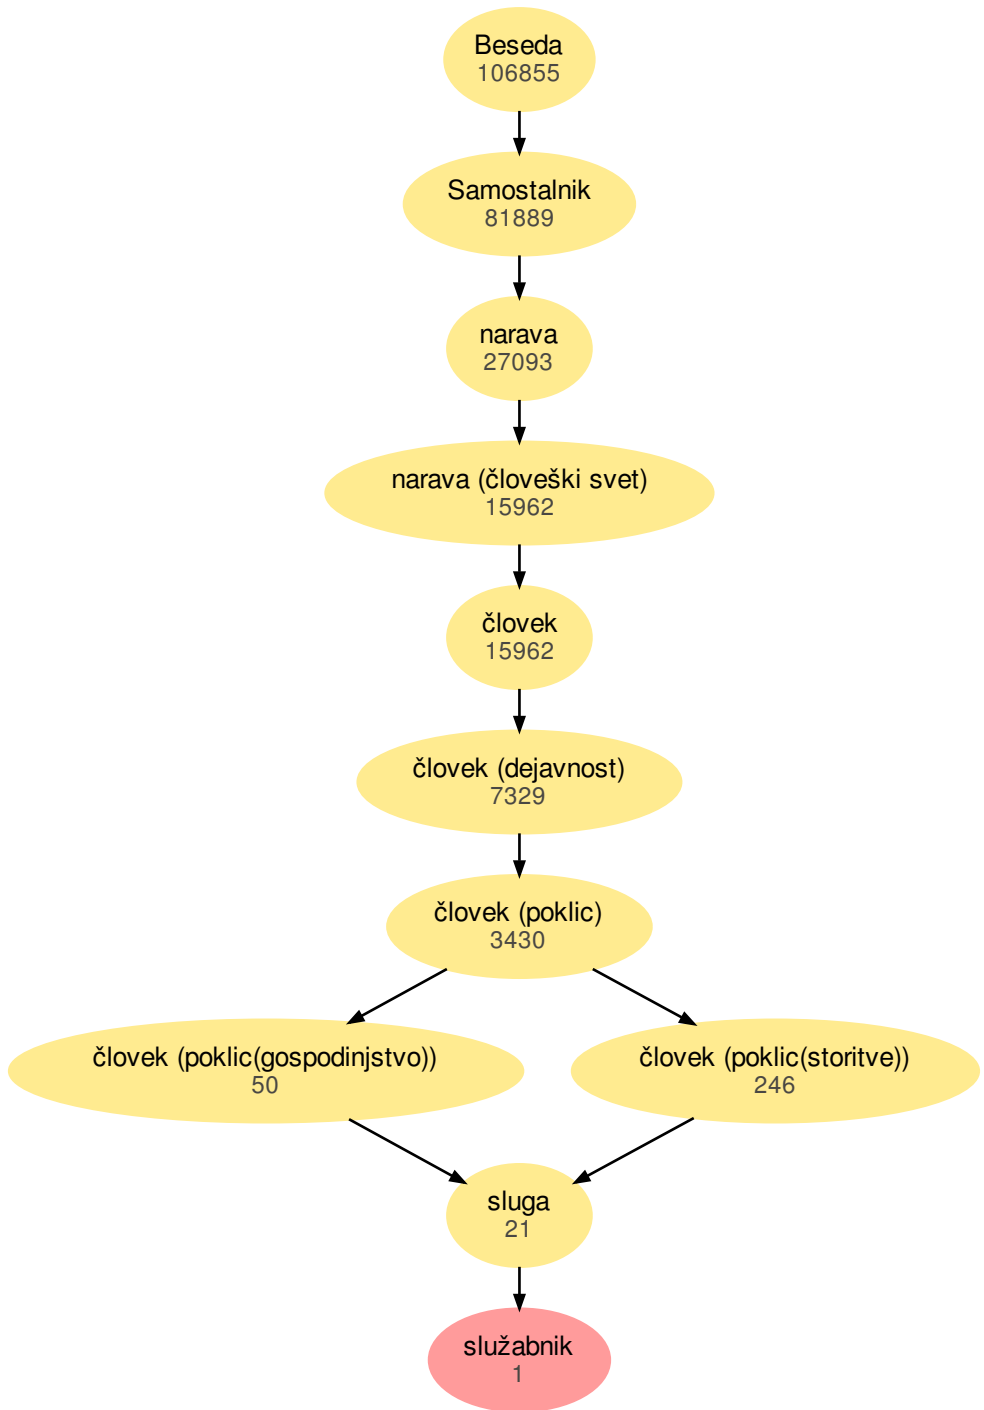 Beseda
106855
Samostalnik
81889
narava
27093
narava (človeški svet)
15962
človek
15962
človek (dejavnost)
7329
človek (poklic)
3430
človek (poklic(gospodinjstvo))
50
človek (poklic(storitve))
246
sluga
21
služabnik
1